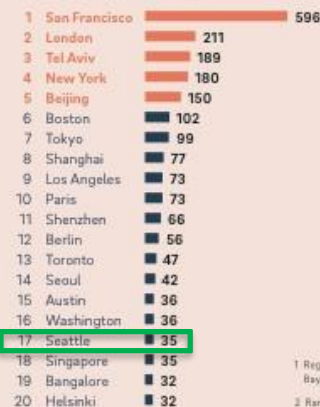 1 San Francisco 596
2 London 211
3 Tel Aviv 189
4 New York 180
5 Beijing 150
6 Boston 102
7 Tokyo 99
8 Shanghai 77
9 Los Angeles 73
10 Paris 73
11 Shenzhen 66
12 Berlin 56
13 Toronto 47
14 Seoul 42
15 Austin 36
16 Washington 36
17 Seattle 35
18 Singapore 35
1 Reg
19 Bangalore 32
Bay
20 Helsinki 32
2 Ran